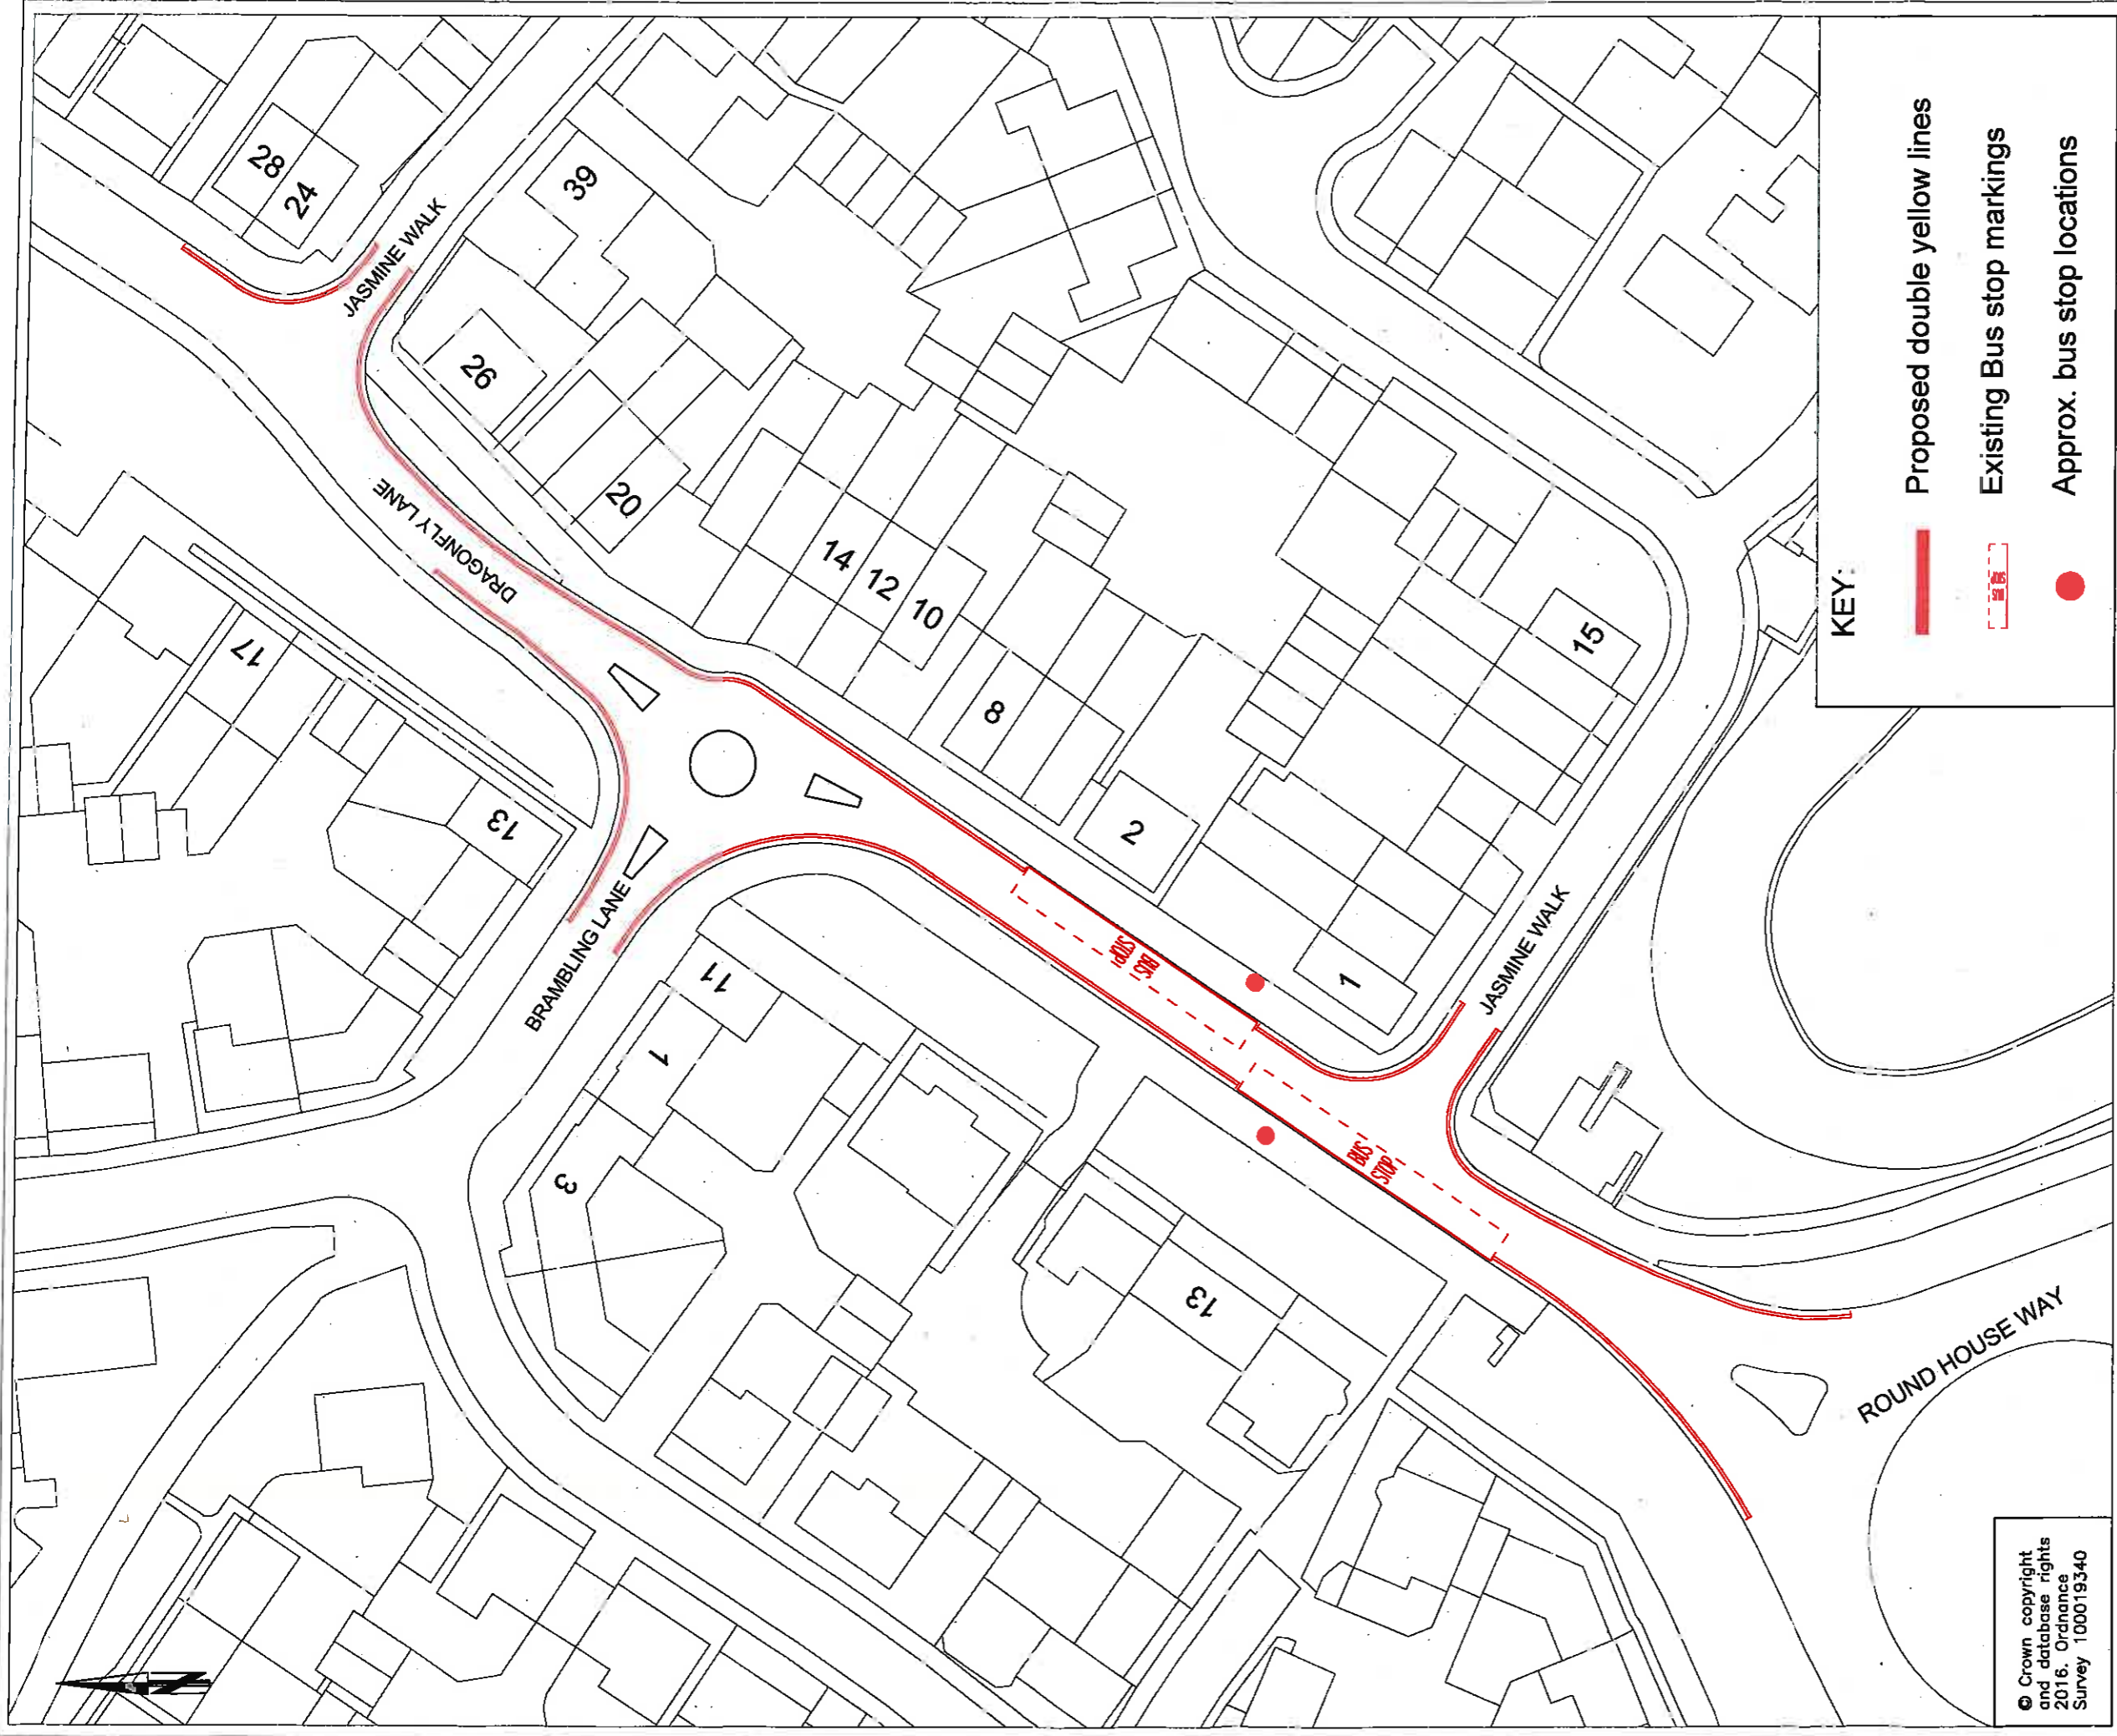 28
24
JASMINE WALK
39
26
20
DRAGONFLY LANE
17
14
12
10
8
2
13
BRAMBLING LANE
11
1
3
BUS
STOP
1
15
JASMINE WALK
BUS
STOP
13
ROUND HOUSE WAY
KEY:
Proposed double yellow lines
Existing Bus stop markings
Approx. bus stop locations
© Crown copyright
and database rights
2016. Ordnance
Survey 100019340